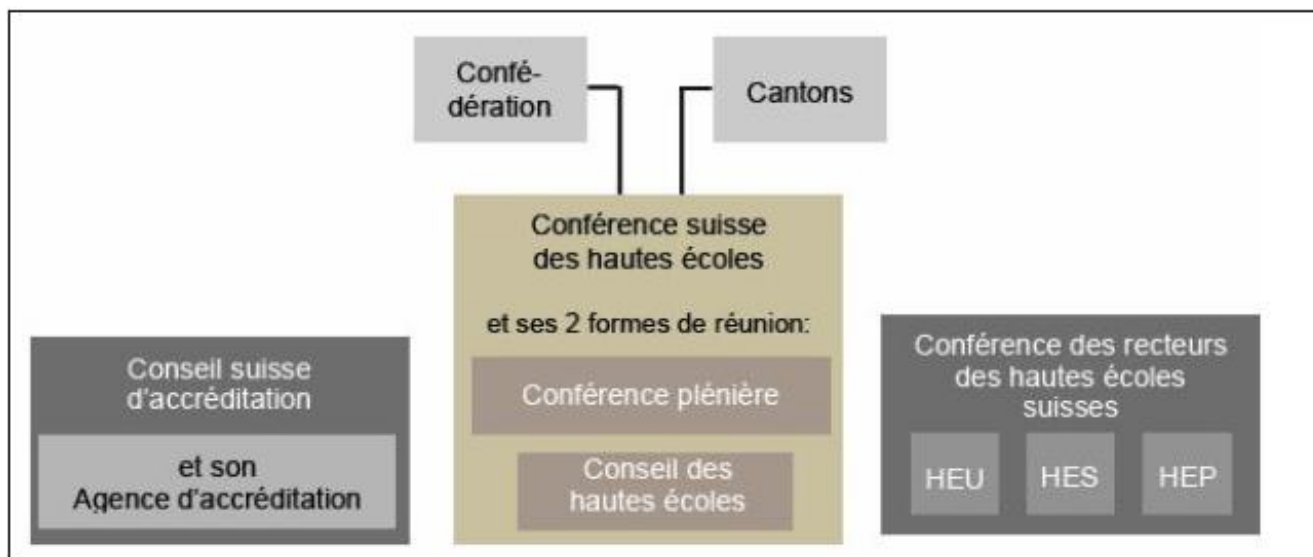 Confé-
dération
Cantons
Conférence suisse
des hautes écoles
et ses 2 formes de réunion:
Conférence plénière
Conseil des
hautes écoles
Conseil suisse
d'accréditation
et son
Agence d'accréditation
Conférence des recteurs
des hautes écoles
suisses
HEU
HES
HEP